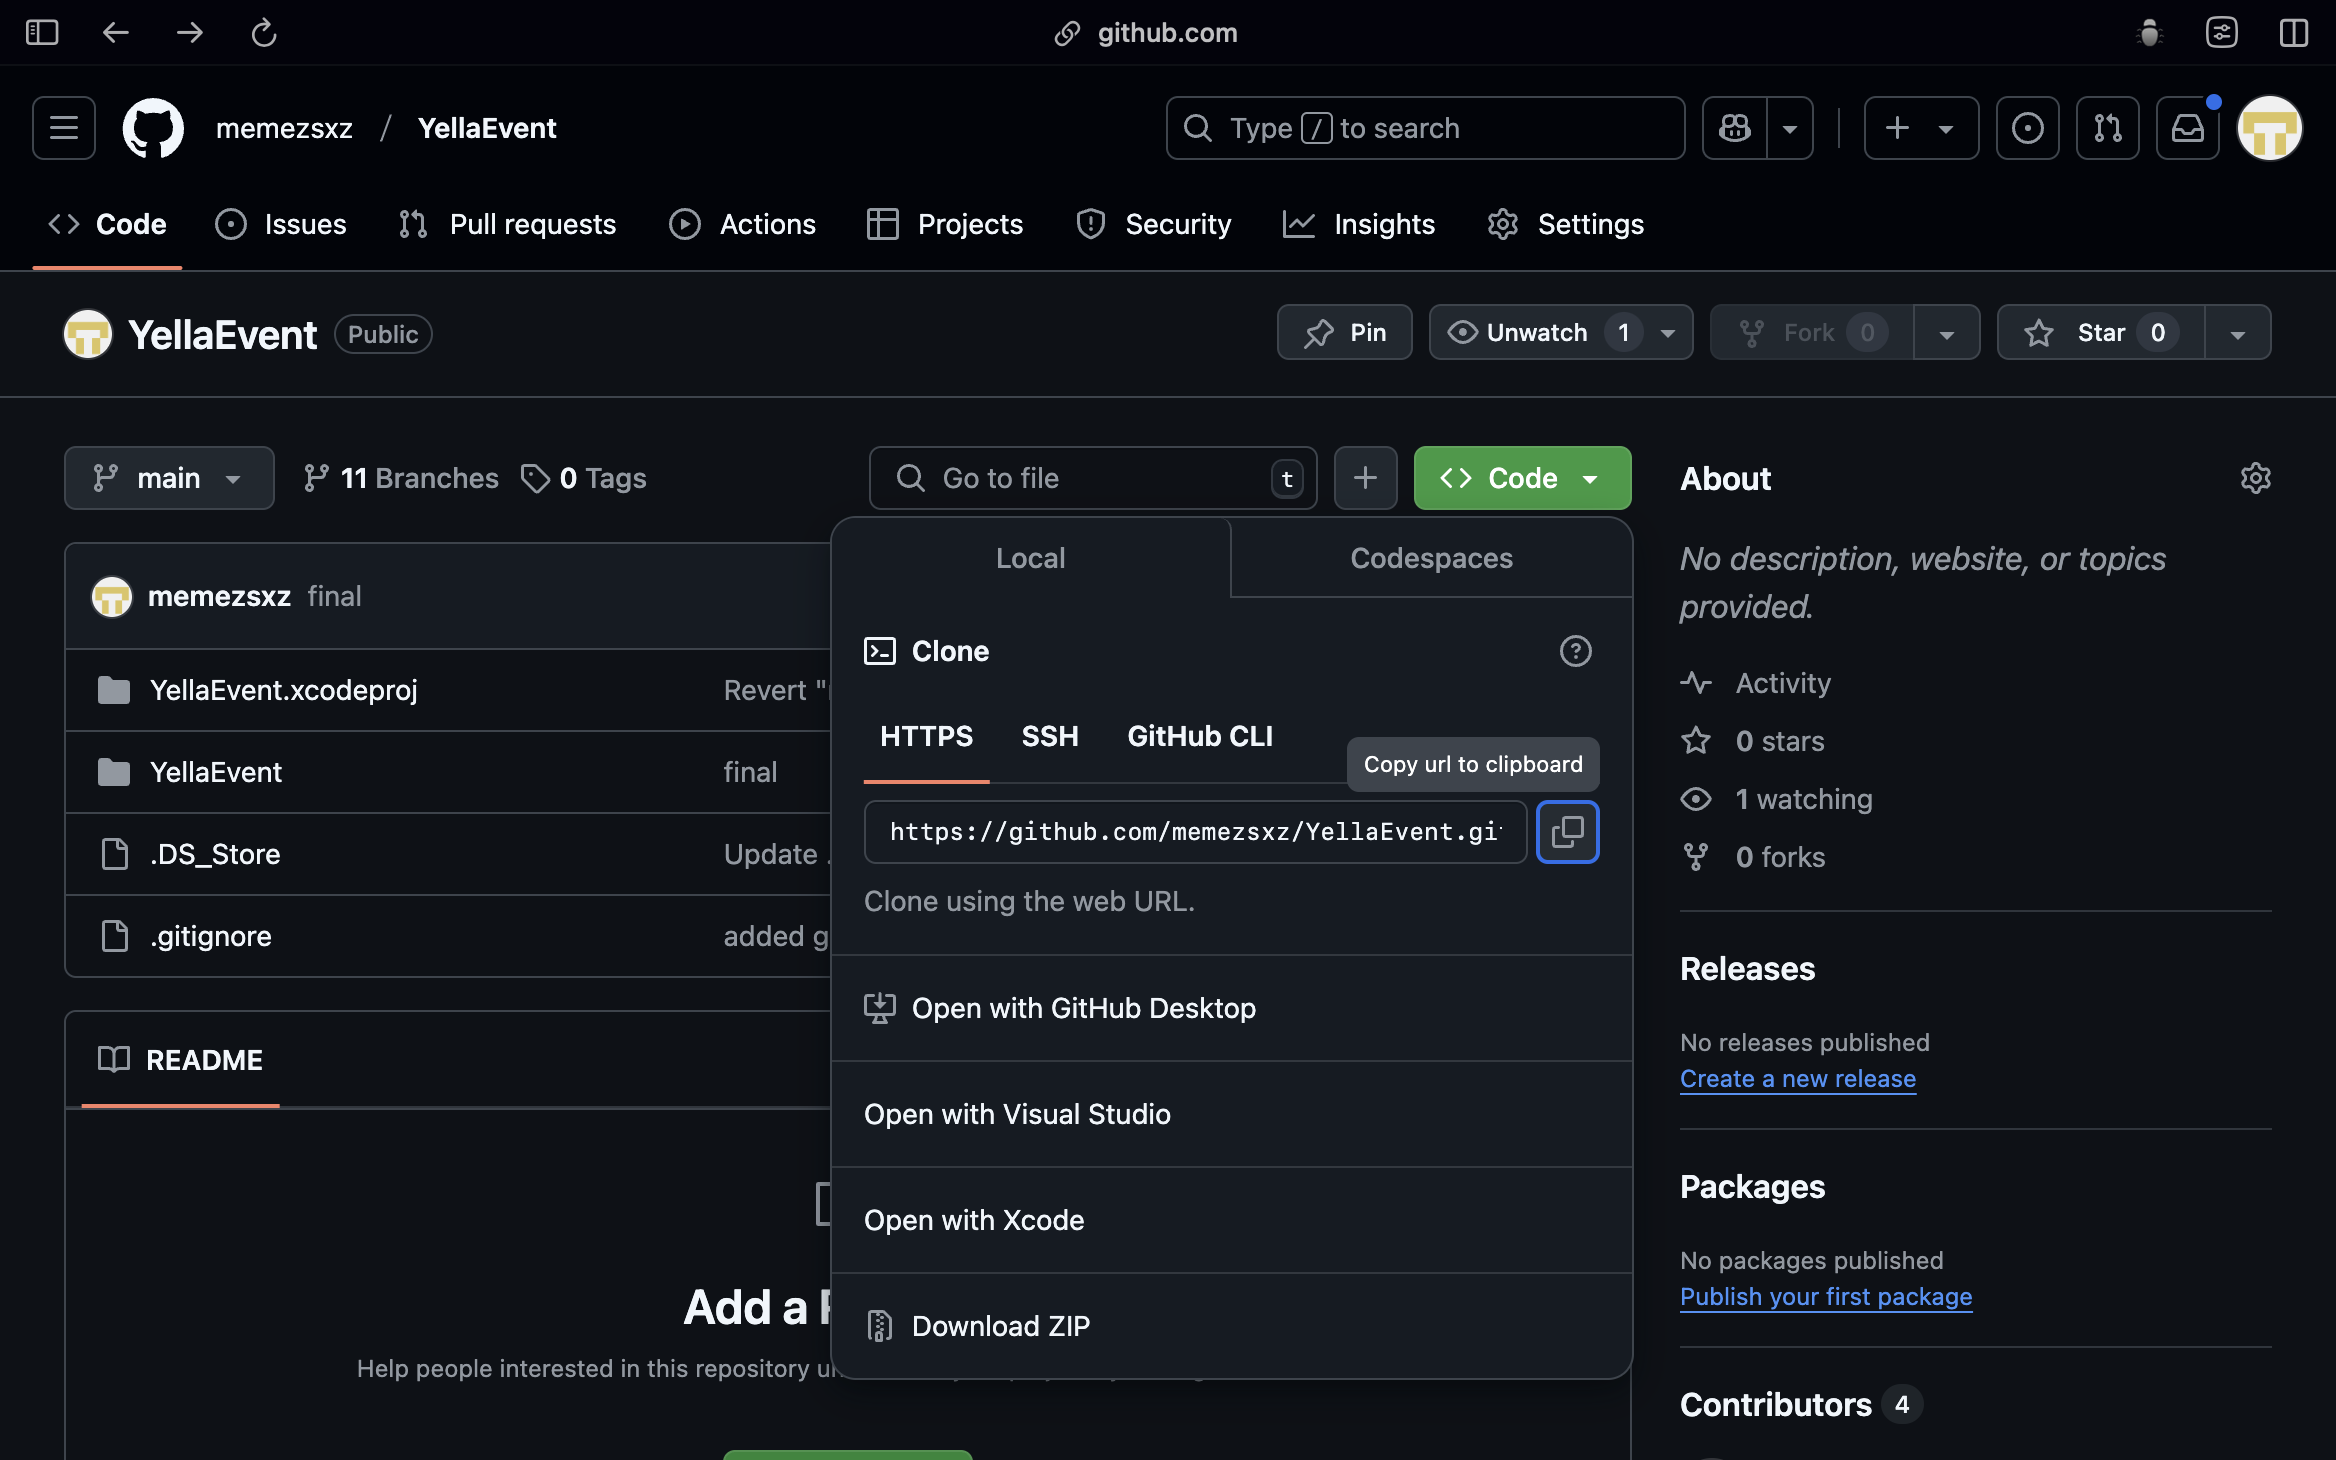 github.com
memezsxz / YellaEvent
Type / to search
Code Issues Pull requests Actions Projects Security Insights Settings
YellaEvent Public
Pin Unwatch 1 Fork 0 Star 0
main 11 Branches 0 Tags
Go to file t Code
memezsxz final
YellaEvent.xcodeproj Revert "
YellaEvent final
.DS_Store Update .
.gitignore added g
README
Add a
Help people interested in this repository
Local Codespaces
Clone
HTTPS SSH GitHub CLI
Copy url to clipboard
https://github.com/memezsxz/YellaEvent.gi
Clone using the web URL.
Open with GitHub Desktop
Open with Visual Studio
Open with Xcode
Download ZIP
About
No description, website, or topics
provided.
Activity
0 stars
1 watching
0 forks
Releases
No releases published
Create a new release
Packages
No packages published
Publish your first package
Contributors 4